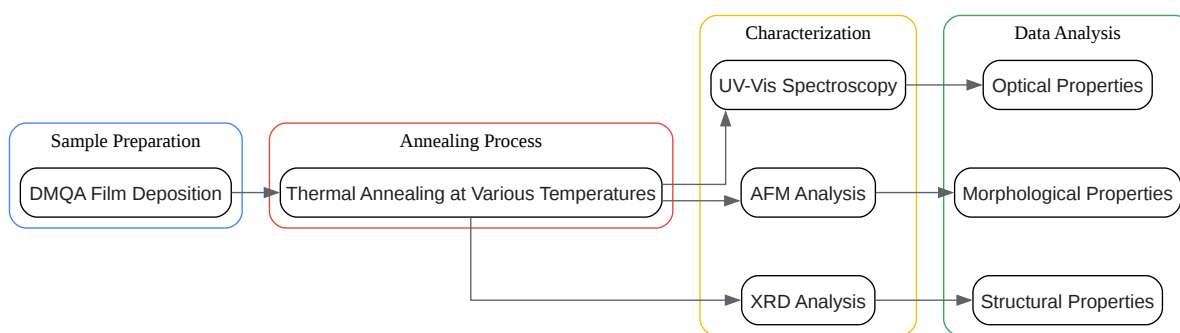 Sample Preparation
DMQA Film Deposition
Annealing Process
Thermal Annealing at Various Temperatures
Characterization
UV-Vis Spectroscopy
AFM Analysis
XRD Analysis
Data Analysis
Optical Properties
Morphological Properties
Structural Properties